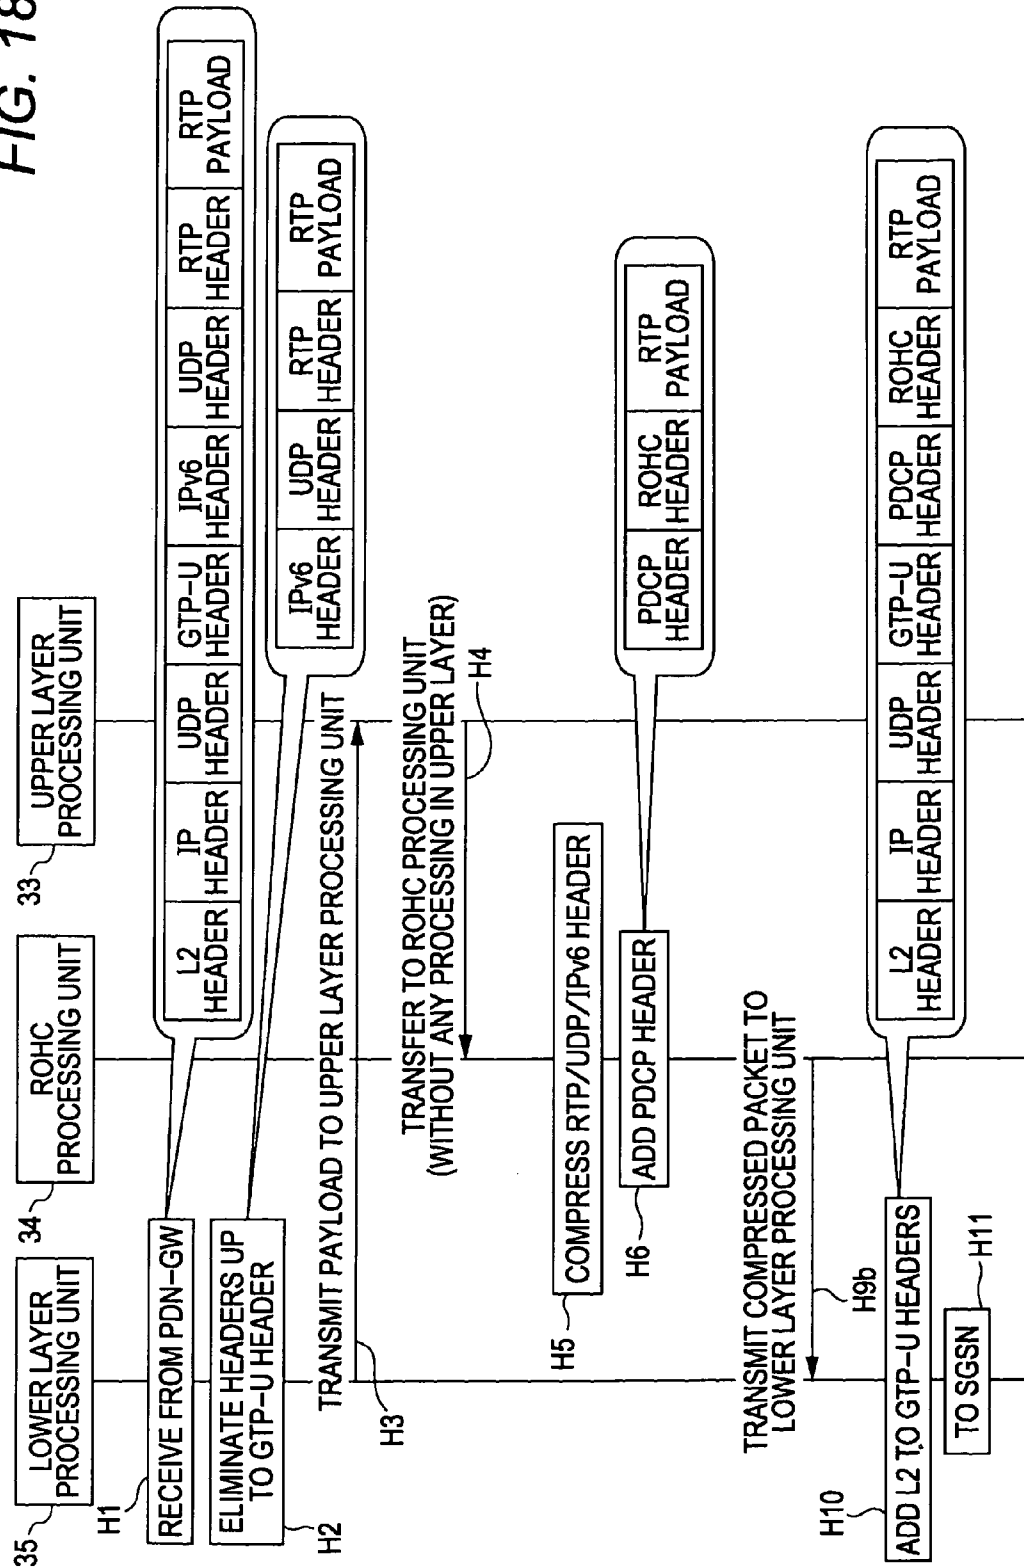 FIG. 18
35
LOWER LAYER
PROCESSING UNIT
34
ROHC
PROCESSING UNIT
33
UPPER LAYER
PROCESSING UNIT
H1
RECEIVE FROM PDN-GW
L2
HEADER
IP
HEADER
UDP
HEADER
GTP-U
HEADER
IPv6
HEADER
UDP
HEADER
RTP
HEADER
RTP
PAYLOAD
H2
ELIMINATE HEADERS UP
TO GTP-U HEADER
IPv6
HEADER
UDP
HEADER
RTP
HEADER
RTP
PAYLOAD
TRANSMIT PAYLOAD TO UPPER LAYER PROCESSING UNIT
H3
TRANSFER TO ROHC PROCESSING UNIT
(WITHOUT ANY PROCESSING IN UPPER LAYER)
H4
H5
COMPRESS RTP/UDP/IPv6 HEADER
H6
ADD PDCP HEADER
PDCP
HEADER
ROHC
HEADER
RTP
PAYLOAD
TRANSMIT COMPRESSED PACKET TO
LOWER LAYER PROCESSING UNIT
H9b
H10
ADD L2 TO GTP-U HEADERS
L2
HEADER
IP
HEADER
UDP
HEADER
GTP-U
HEADER
PDCP
HEADER
ROHC
HEADER
RTP
PAYLOAD
TO SGSN
H11